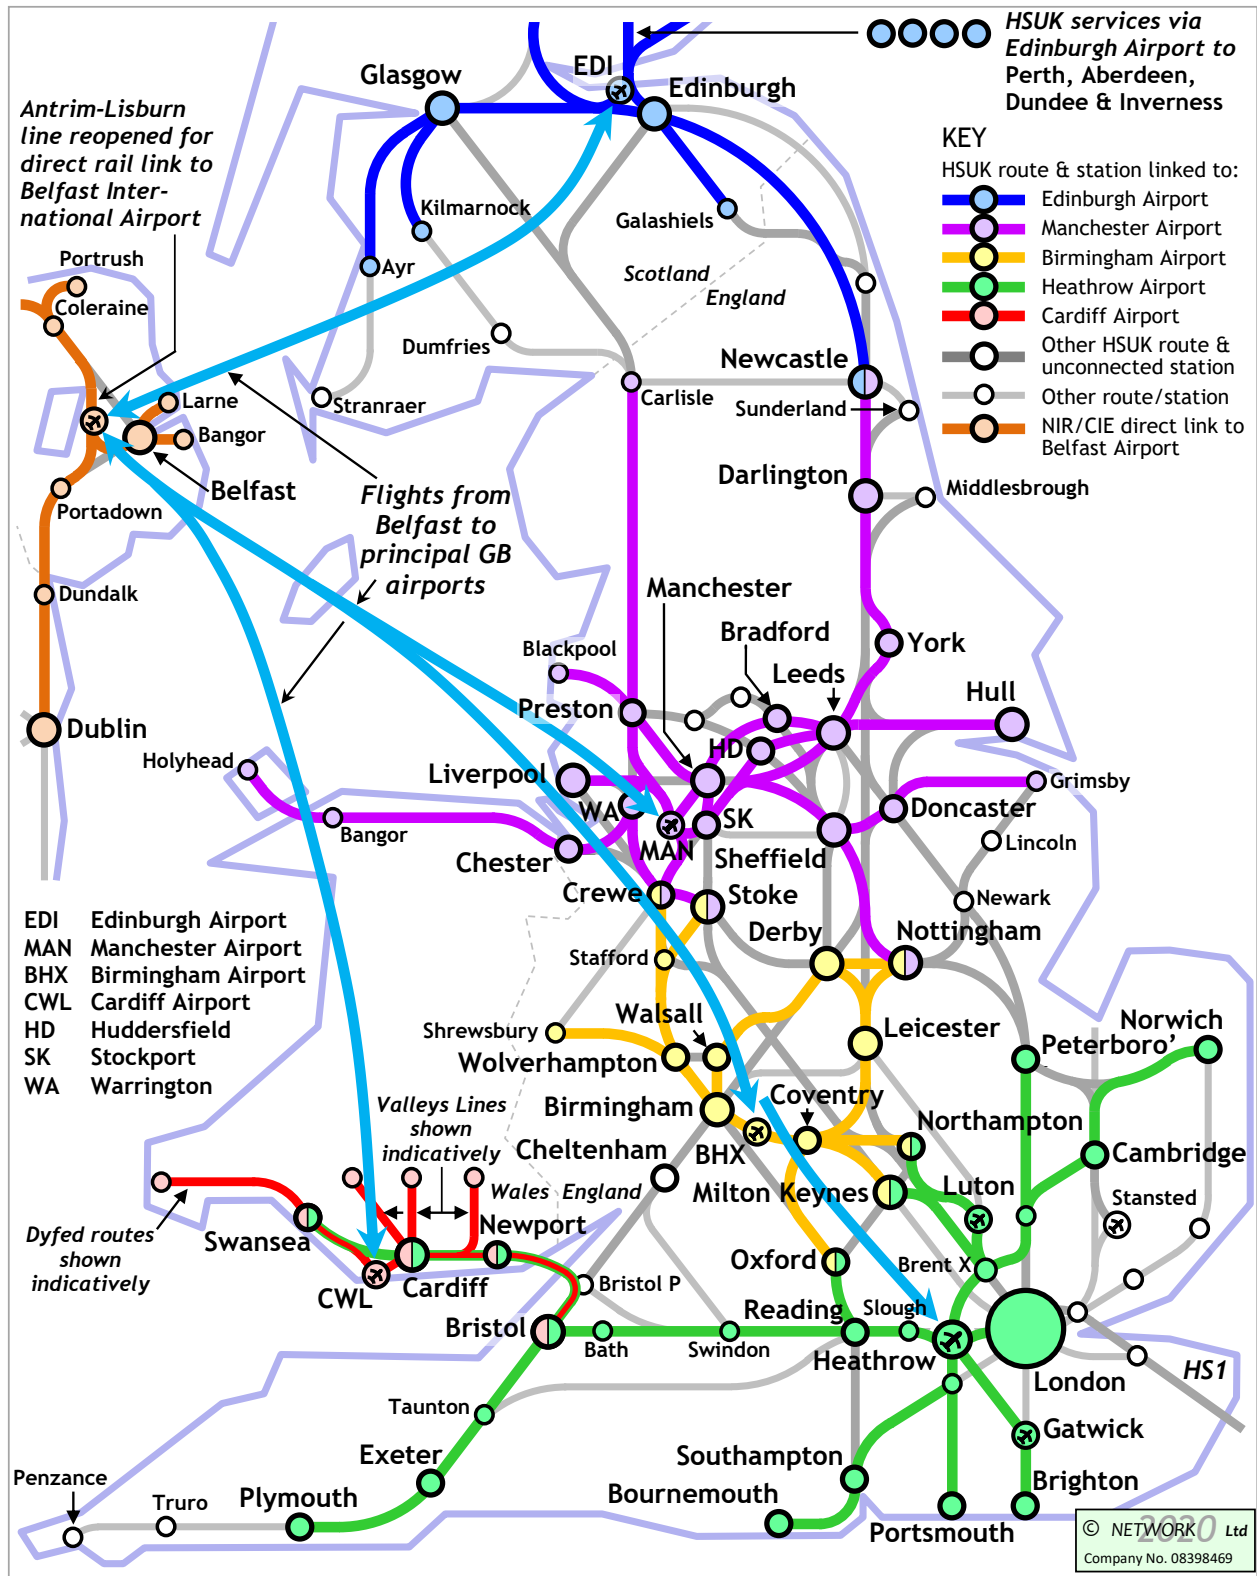 HSUK services via
Edinburgh Airport to
Perth, Aberdeen,
Dundee & Inverness
EDI
Glasgow
Edinburgh
Antrim-Lisburn
line reopened for
direct rail link to
Belfast Inter-
national Airport
KEY
HSUK route & station linked to:
Edinburgh Airport
Manchester Airport
Birmingham Airport
Heathrow Airport
Cardiff Airport
Other HSUK route &
unconnected station
Other route/station
NIR/CIE direct link to
Belfast Airport
Kilmarnock
Galashiels
Ayr
Portrush
Coleraine
Scotland
England
Dumfries
Newcastle
Carlisle
Sunderland
Stranraer
Larne
Bangor
Belfast
Portadown
Darlington
Middlesbrough
Flights from
Belfast to
principal GB
airports
Dundalk
Manchester
Bradford
Leeds
York
Hull
Blackpool
Preston
Dublin
Holyhead
HD
Liverpool
Grimsby
WA
SK
Doncaster
Bangor
MAN
Sheffield
Lincoln
Chester
Crewe
Stoke
Newark
Derby
Nottingham
EDI Edinburgh Airport
MAN Manchester Airport
BHX Birmingham Airport
CWL Cardiff Airport
HD Huddersfield
SK Stockport
WA Warrington
Stafford
Walsall
Leicester
Norwich
Shrewsbury
Peterboro’
Wolverhampton
Birmingham
Coventry
Northampton
Valleys Lines
shown
indicatively
Cheltenham
BHX
Cambridge
Wales England
Milton Keynes
Luton
Stansted
Dyfed routes
shown
indicatively
Swansea
Newport
CWL
Cardiff
Oxford
Brent X
Bristol P
Bristol
Bath
Swindon
Reading
Slough
Heathrow
London
HS1
Taunton
Gatwick
Exeter
Southampton
Brighton
Penzance
Truro
Plymouth
Bournemouth
Portsmouth
© NETWORK 2020 Ltd
Company No. 08398469